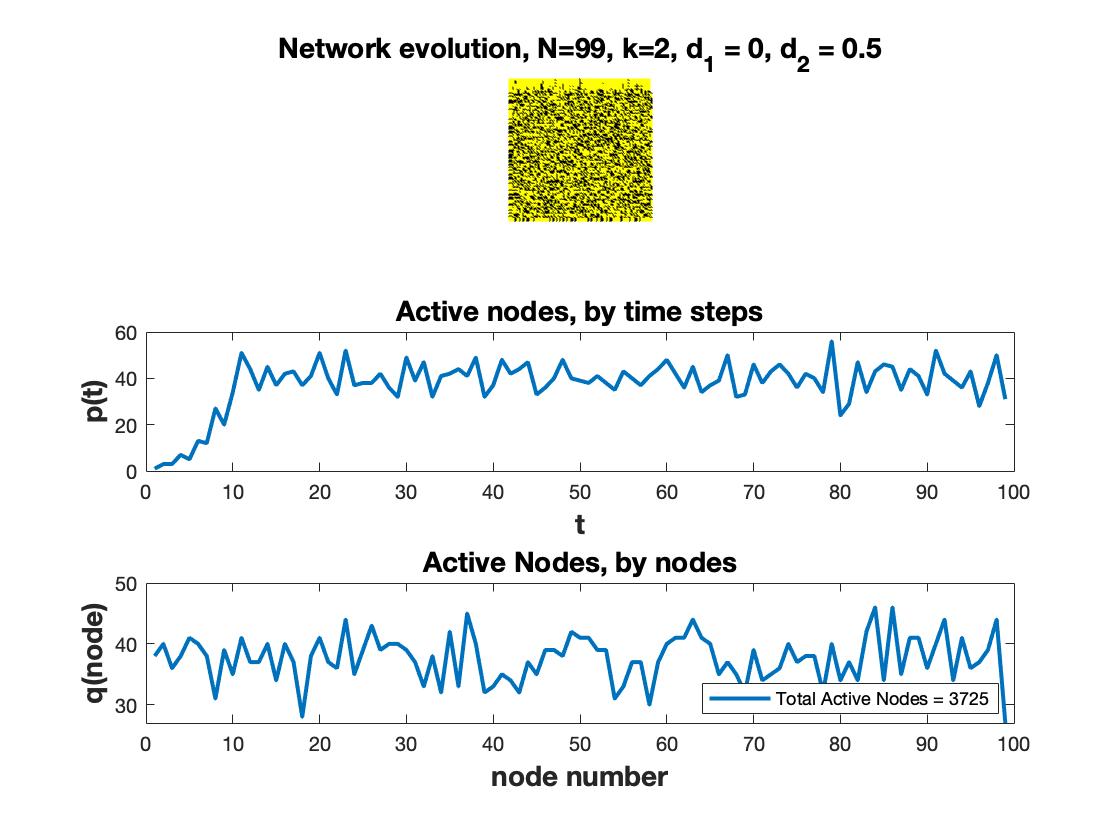 Network evolution, N=99, k=2, d1 = 0, d2 = 0.5
Active nodes, by time steps
60
40
20
0
p(t)
0 10 20 30 40 50 60 70 80 90 100
t
Active Nodes, by nodes
50
40
30
q(node)
Total Active Nodes = 3725
0 10 20 30 40 50 60 70 80 90 100
node number